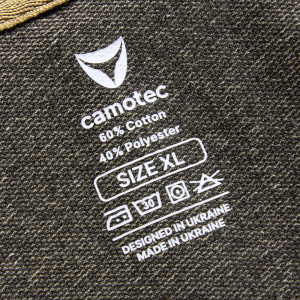 camotec
60% Cotton
40% Polyester
SIZE XL
30
DESIGNED IN UKRAINE
MADE IN UKRAINE